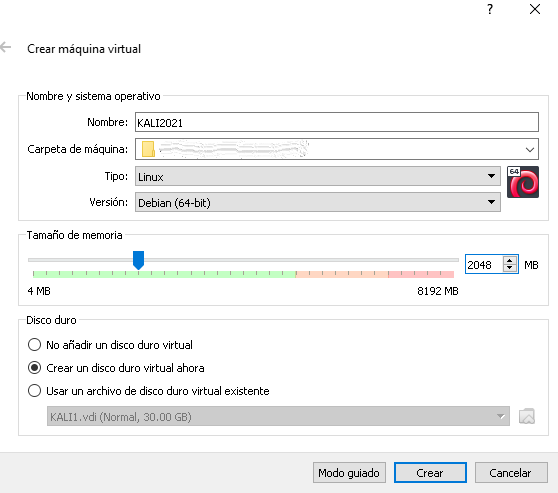 ?
Crear máquina virtual
Nombre y sistema operativo
Nombre: KALI2021
Carpeta de máquina:
Tipo: Linux
64
Versión: Debian (64-bit)
Tamaño de memoria
2048 MB
4 MB 8192 MB
Disco duro
No añadir un disco duro virtual
Crear un disco duro virtual ahora
Usar un archivo de disco duro virtual existente
KALI1.vdi (Normal, 30.00 GB)
Modo guiado Crear Cancelar